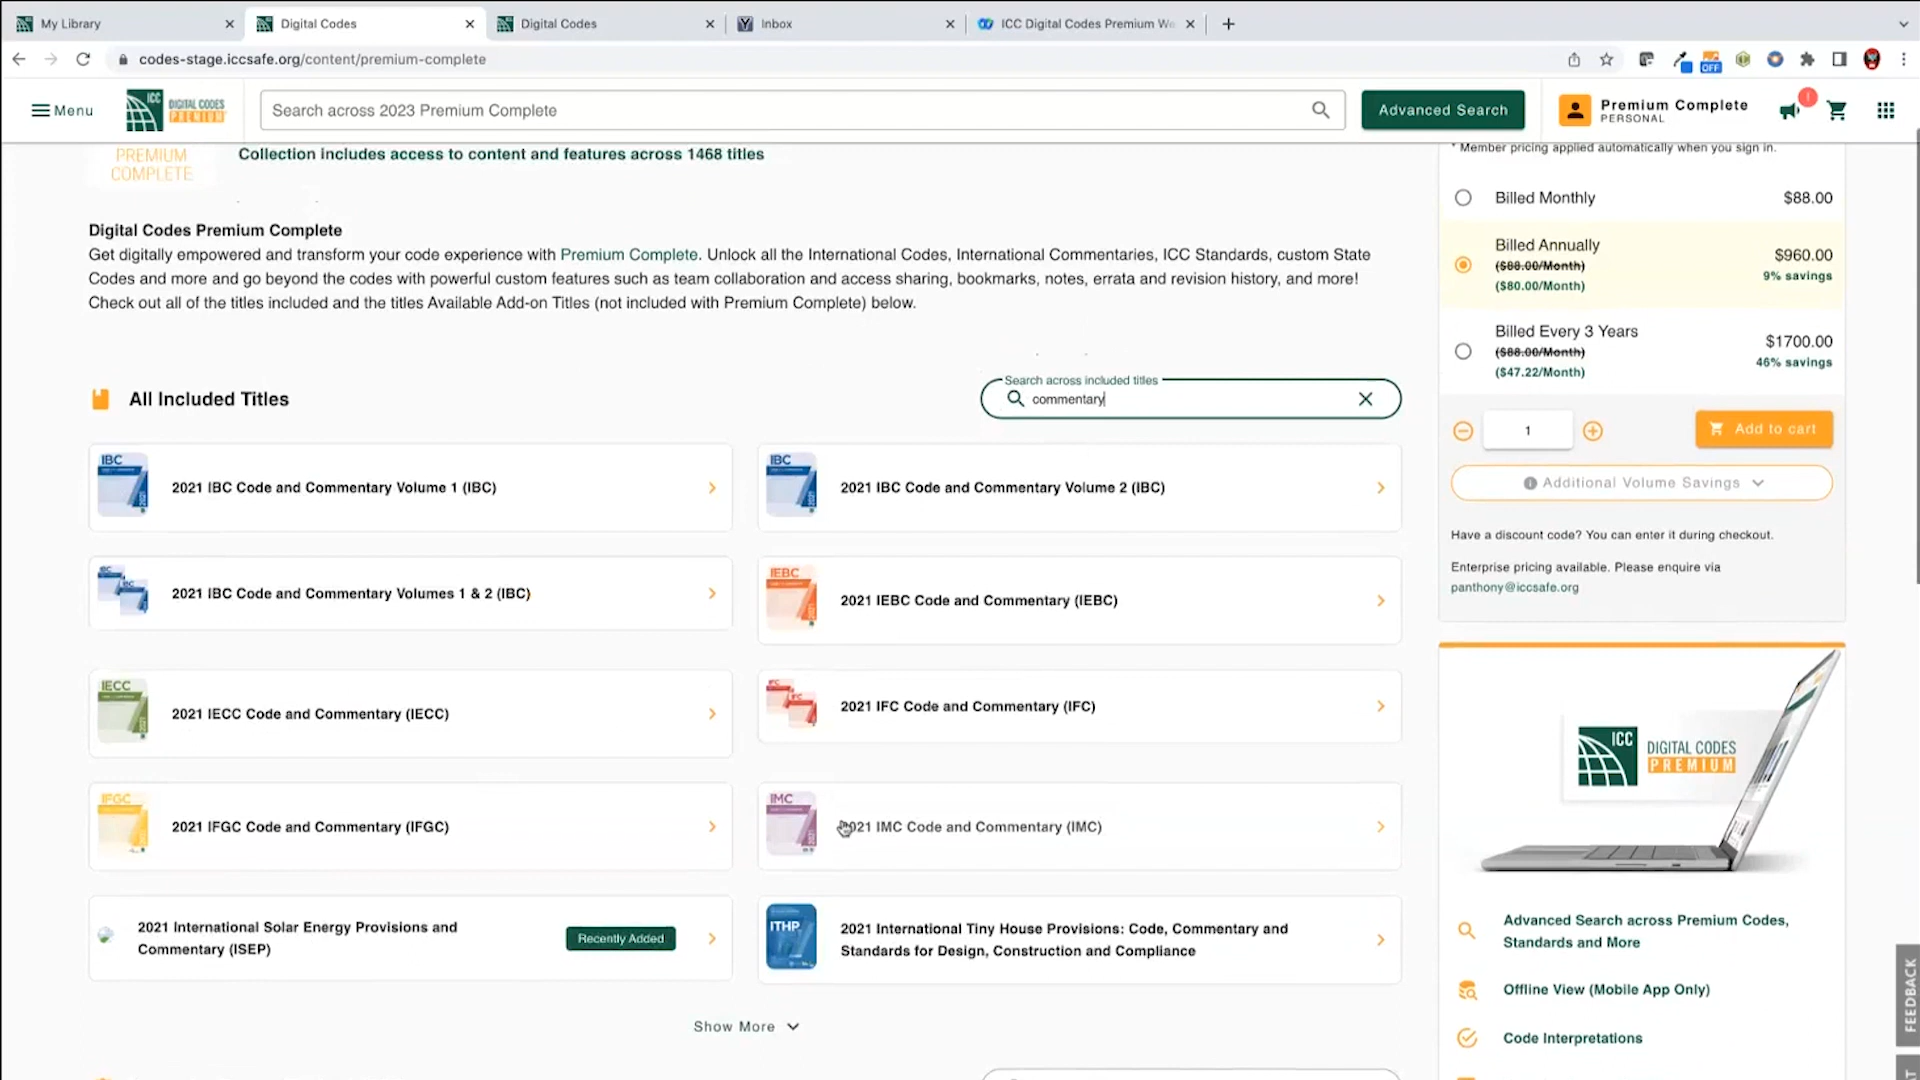 My Library
Digital Codes
Digital Codes
Inbox
ICC Digital Codes Premium We
codes-stage.iccsafe.org/content/premium-complete
OFF
Menu
ICC
DIGITAL CODES
PREMIUM
Search across 2023 Premium Complete
Advanced Search
Premium Complete
PERSONAL
PREMIUM
COMPLETE
Collection includes access to content and features across 1468 titles
Digital Codes Premium Complete
Get digitally empowered and transform your code experience with Premium Complete. Unlock all the International Codes, International Commentaries, ICC Standards, custom State
Codes and more and go beyond the codes with powerful custom features such as team collaboration and access sharing, bookmarks, notes, errata and revision history, and more!
Check out all of the titles included and the titles Available Add-on Titles (not included with Premium Complete) below.
All Included Titles
Search across included titles
commentary
IBC
2021 IBC Code and Commentary Volume 1 (IBC)
IBC
2021 IBC Code and Commentary Volume 2 (IBC)
IBC
IBC
2021 IBC Code and Commentary Volumes 1 & 2 (IBC)
IEBC
2021 IEBC Code and Commentary (IEBC)
IECC
2021 IECC Code and Commentary (IECC)
IFC
IFC
2021 IFC Code and Commentary (IFC)
IFGC
2021 IFGC Code and Commentary (IFGC)
IMC
2021 IMC Code and Commentary (IMC)
2021 International Solar Energy Provisions and
Commentary (ISEP)
Recently Added
ITHP
2021 International Tiny House Provisions: Code, Commentary and
Standards for Design, Construction and Compliance
Show More
* Member pricing applied automatically when you sign in.
Billed Monthly
$88.00
Billed Annually
($88.00/Month)
($80.00/Month)
$960.00
9% savings
Billed Every 3 Years
($88.00/Month)
($47.22/Month)
$1700.00
46% savings
1
Add to cart
Additional Volume Savings
Have a discount code? You can enter it during checkout.
Enterprise pricing available. Please enquire via
panthony@iccsafe.org
ICC
DIGITAL CODES
PREMIUM
Advanced Search across Premium Codes,
Standards and More
Offline View (Mobile App Only)
Code Interpretations
FEEDBACK